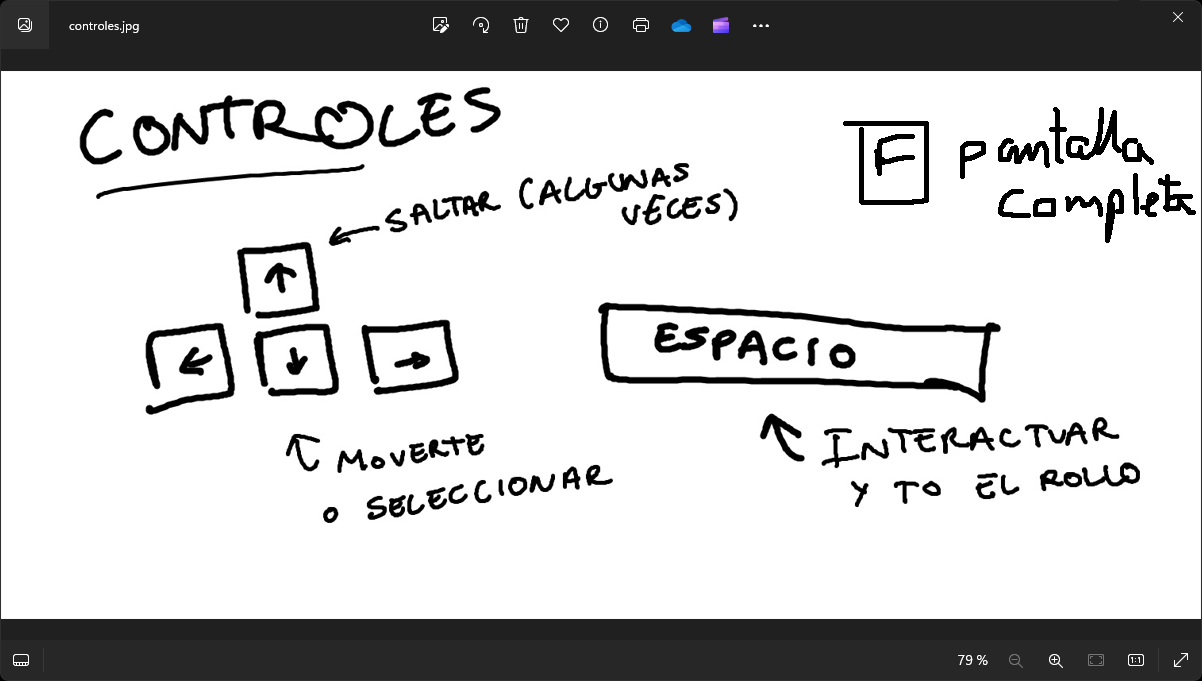 controles.jpg
CONTROLES
SALTAR (ALGUNAS
VECES)
F pantalla
completa
↑
← ↓ →
ESPACIO
MOVERTE
o SELECCIONAR
INTERACTUAR
Y TO EL ROLLO
79 %
1:1